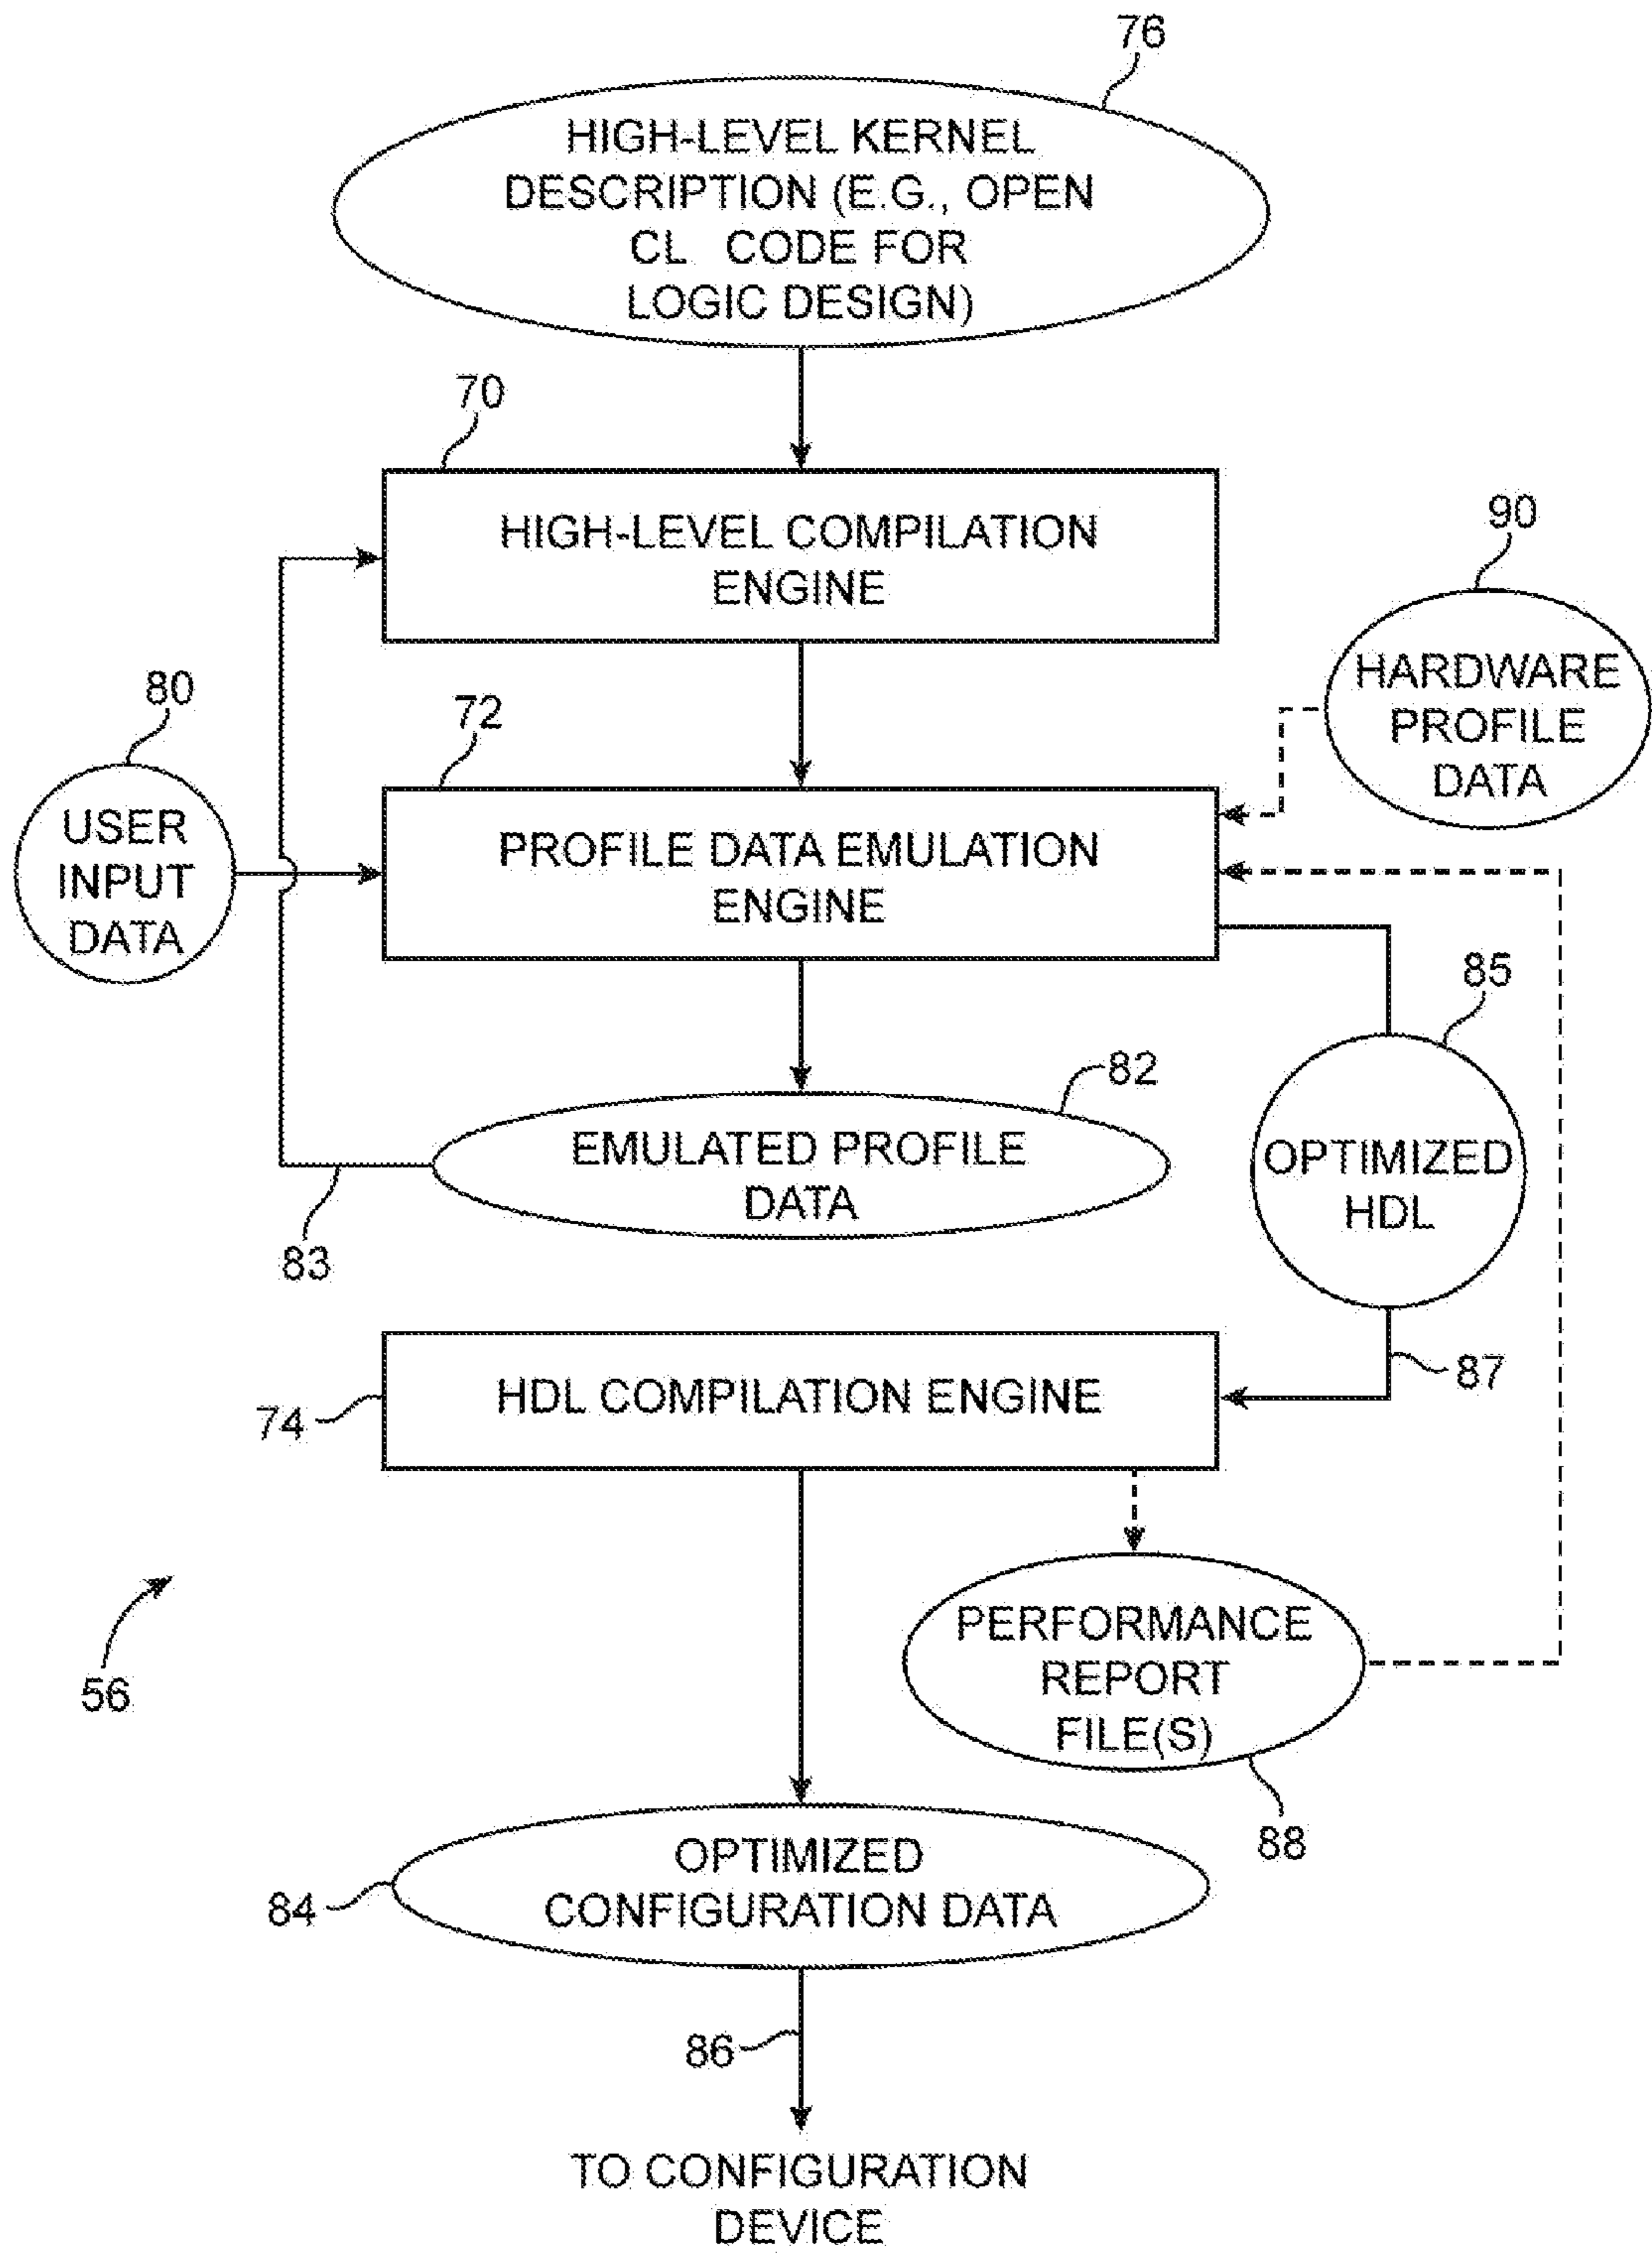 76
HIGH-LEVEL KERNEL
DESCRIPTION (E.G., OPEN
CL CODE FOR
LOGIC DESIGN)
70
HIGH-LEVEL COMPILATION
ENGINE
90
HARDWARE
PROFILE
DATA
80
USER
INPUT
DATA
72
PROFILE DATA EMULATION
ENGINE
85
OPTIMIZED
HDL
82
EMULATED PROFILE
DATA
83
87
74
HDL COMPILATION ENGINE
56
PERFORMANCE
REPORT
FILE(S)
88
84
OPTIMIZED
CONFIGURATION DATA
86
TO CONFIGURATION
DEVICE